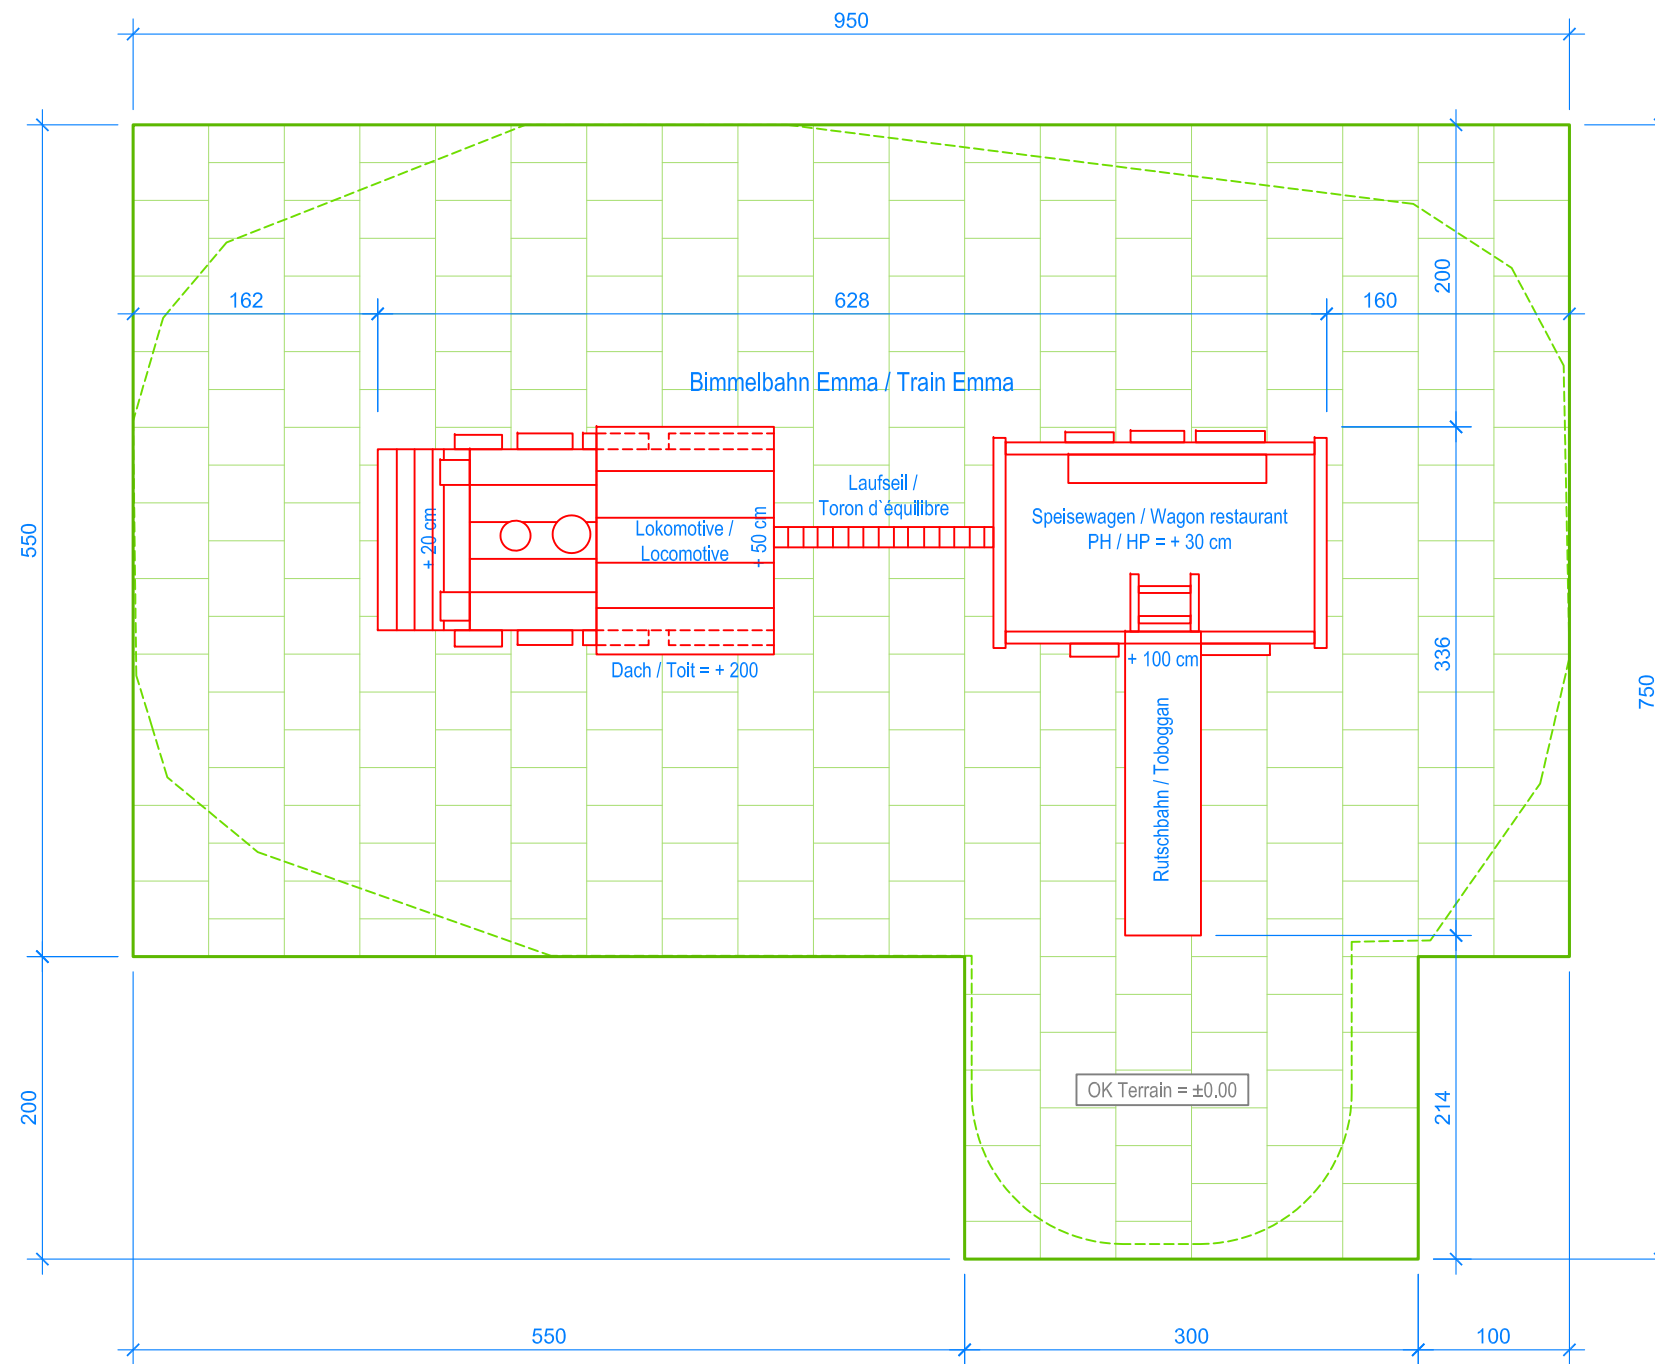 950
162
628
160
200
Bimmelbahn Emma / Train Emma
Laufseil /
Toron d`équilibre
+ 20 cm
Lokomotive /
Locomotive
+ 50 cm
Speisewagen / Wagon restaurant
PH / HP = + 30 cm
550
Dach / Toit = + 200
+ 100 cm
336
750
Rutschbahn / Toboggan
OK Terrain = ±0.00
200
214
550
300
100